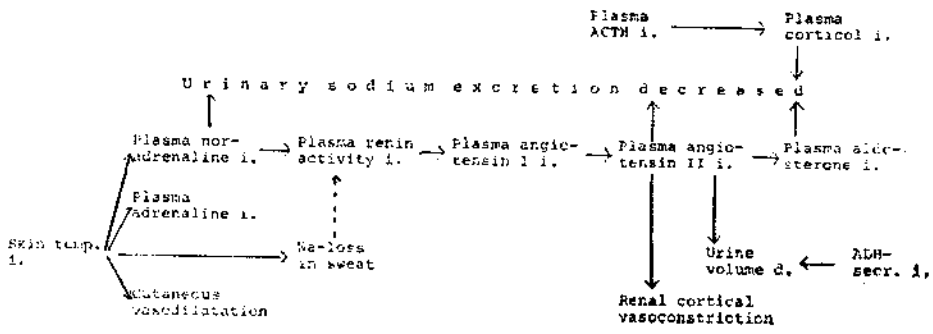 Plasma
ACTH i.
Plasma
corticol i.
Urinary sodium excretion decreased
Plasma nor-
adrenaline i.
Plasma renin
activity i.
Plasma angio-
tensin I i.
Plasma angio-
tensin II i.
Plasma aldo-
sterone i.
Plasma
adrenaline i.
Skin temp.
i.
Na-loss
in sweat
Urine
volume d.
ADH-
secr. i.
Cutaneous
vasodilatation
Renal cortical
vasoconstriction